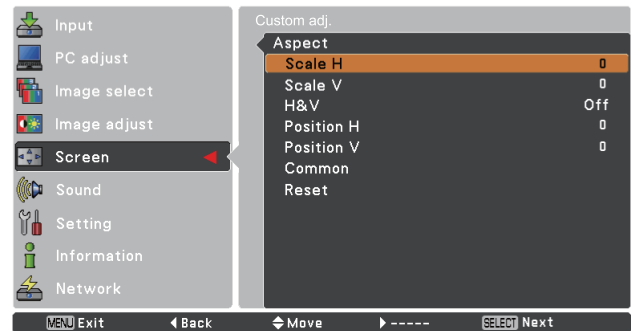 Input
PC adjust
Image select
Image adjust
Screen
Sound
Setting
Information
Network
Custom adj.
Aspect
Scale H 0
Scale V 0
H&V Off
Position H 0
Position V 0
Common
Reset
MENU Exit Back Move ----- SELECT Next